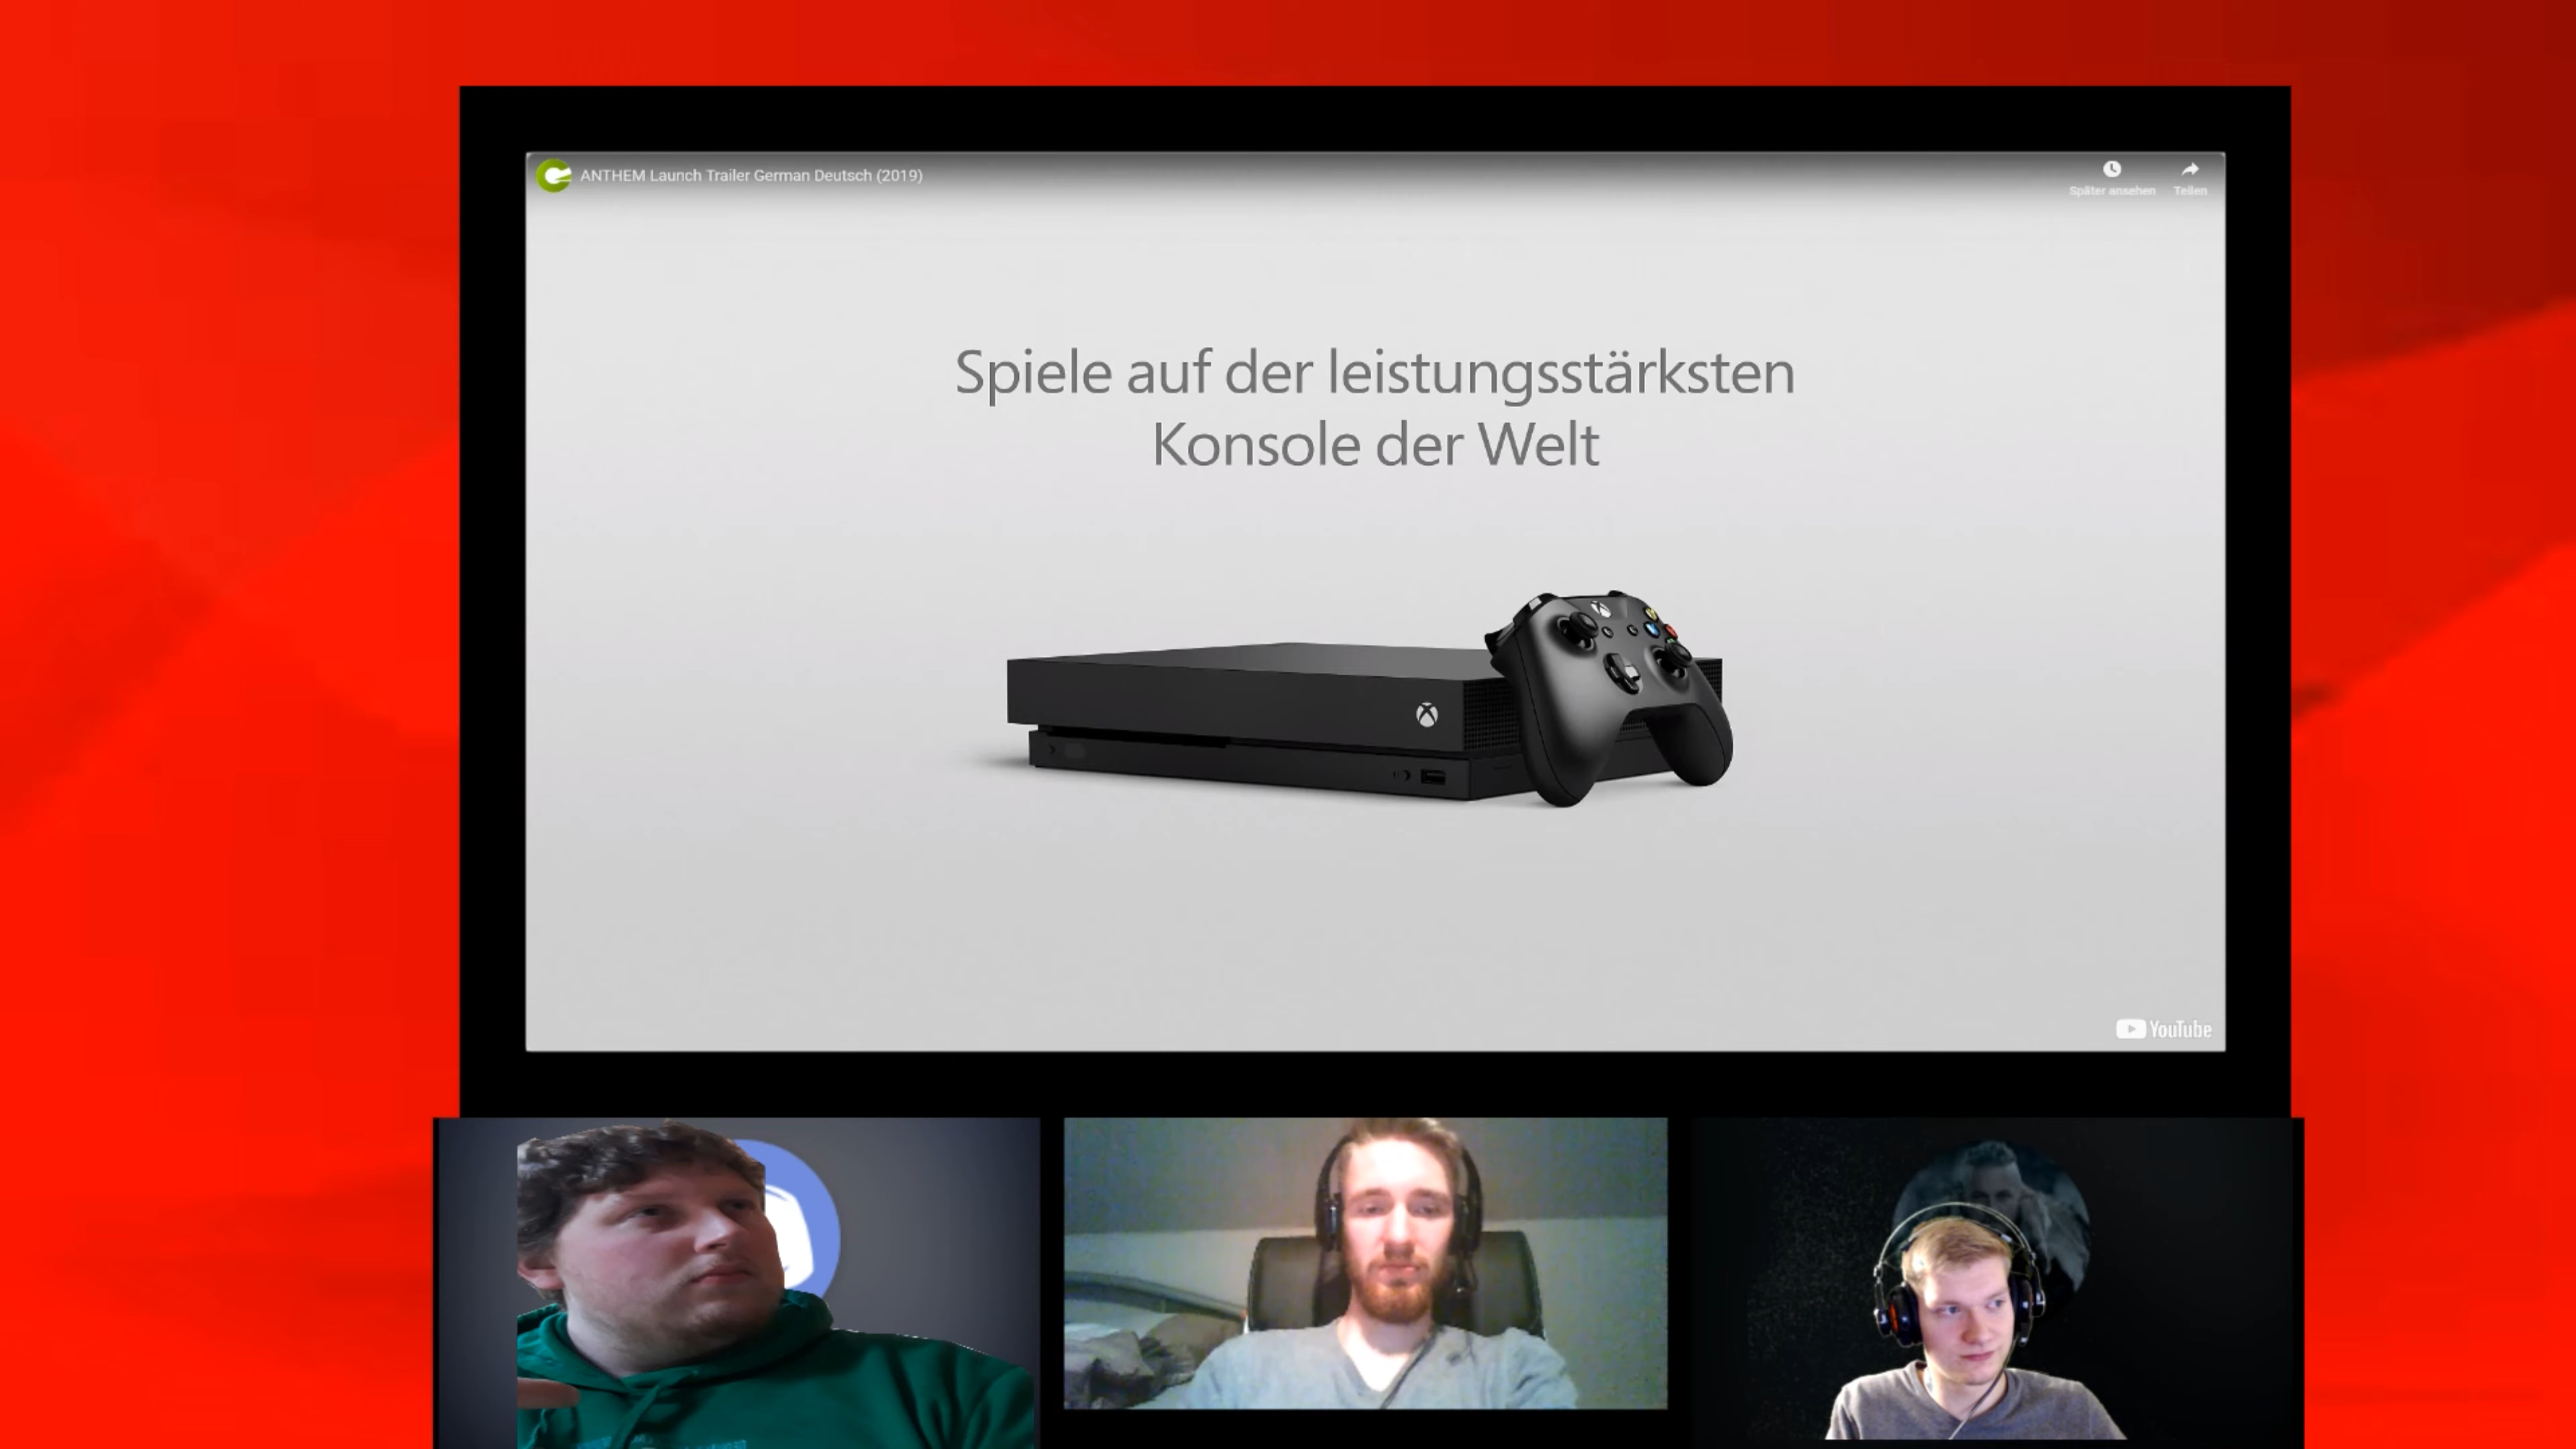 ANTHEM Launch Trailer German Deutsch (2019)
Später ansehen
Teilen
Spiele auf der leistungsstärksten
Konsole der Welt
YouTube